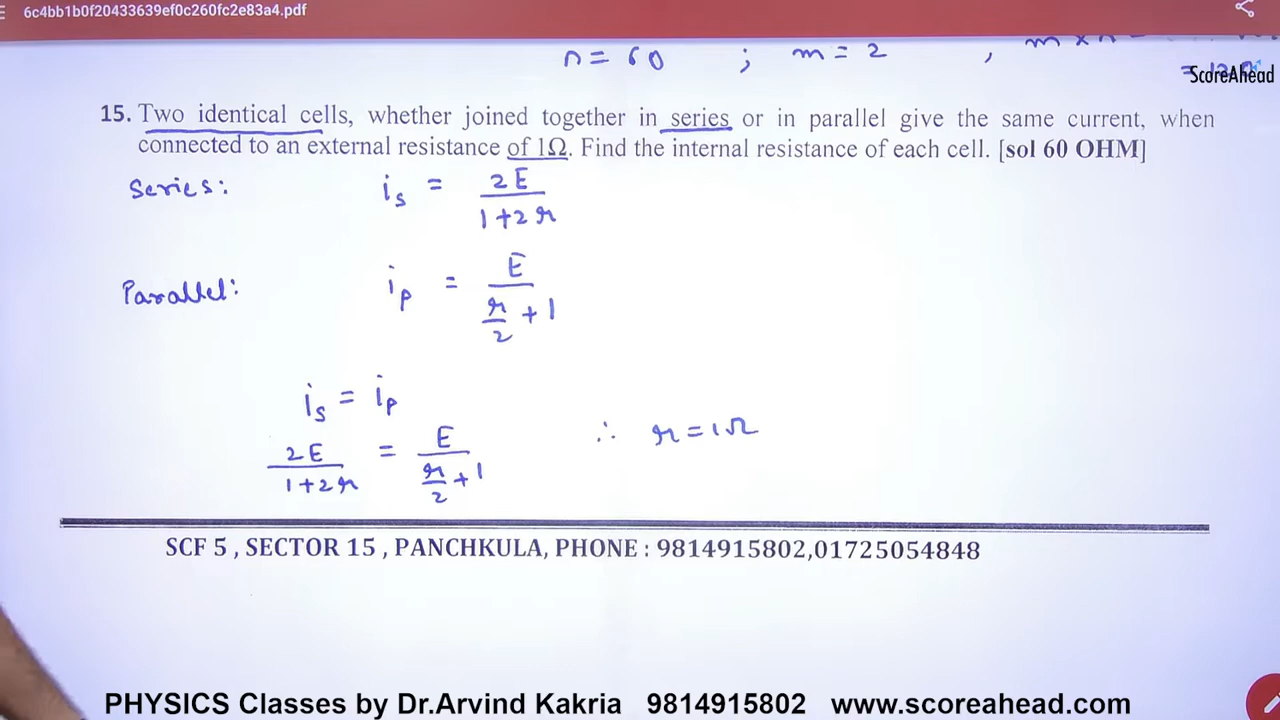 6c4bb1b0f20433639ef0c260fc2e83a4.pdf
n = 60 ; m = 2 ,
ScoreAhead
15. Two identical cells, whether joined together in series or in parallel give the same current, when
connected to an external resistance of 1Ω. Find the internal resistance of each cell. [sol 60 OHM]
Series: i_s = 2E / (1+2r)
Parallel: i_p = E / (r/2 + 1)
i_s = i_p
2E / (1+2r) = E / (r/2 + 1) ∴ r = 1Ω
SCF 5 , SECTOR 15 , PANCHKULA, PHONE : 9814915802,01725054848
PHYSICS Classes by Dr.Arvind Kakria 9814915802 www.scoreahead.com